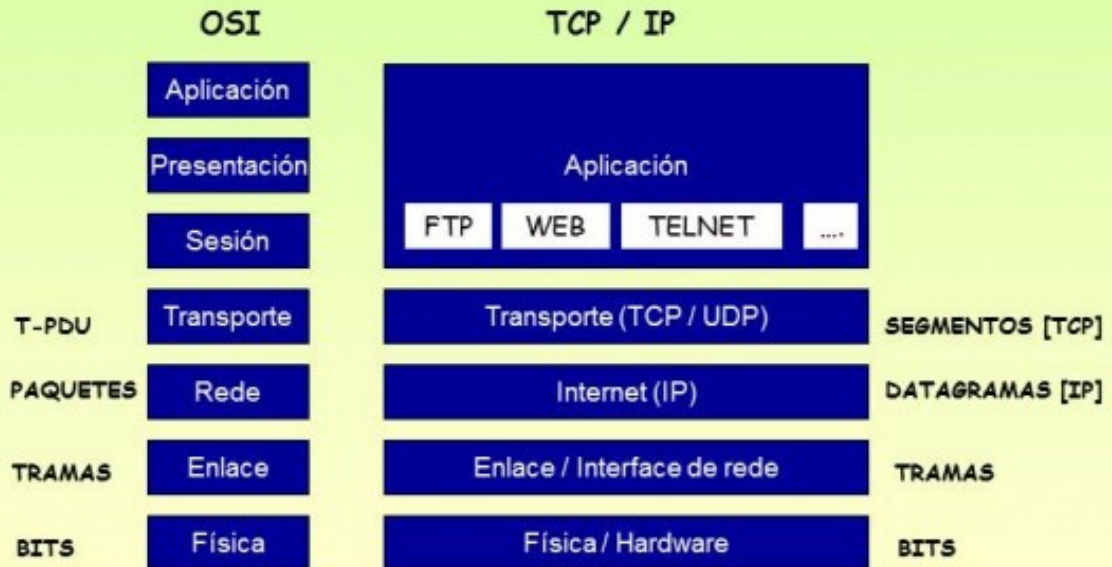 OSI TCP / IP
Aplicación
Presentación
Sesión
Aplicación
FTP WEB TELNET ....
T-PDU Transporte Transporte (TCP / UDP) SEGMENTOS [TCP]
PAQUETES Rede Internet (IP) DATAGRAMAS [IP]
TRAMAS Enlace Enlace / Interface de rede TRAMAS
BITS Física Física / Hardware BITS